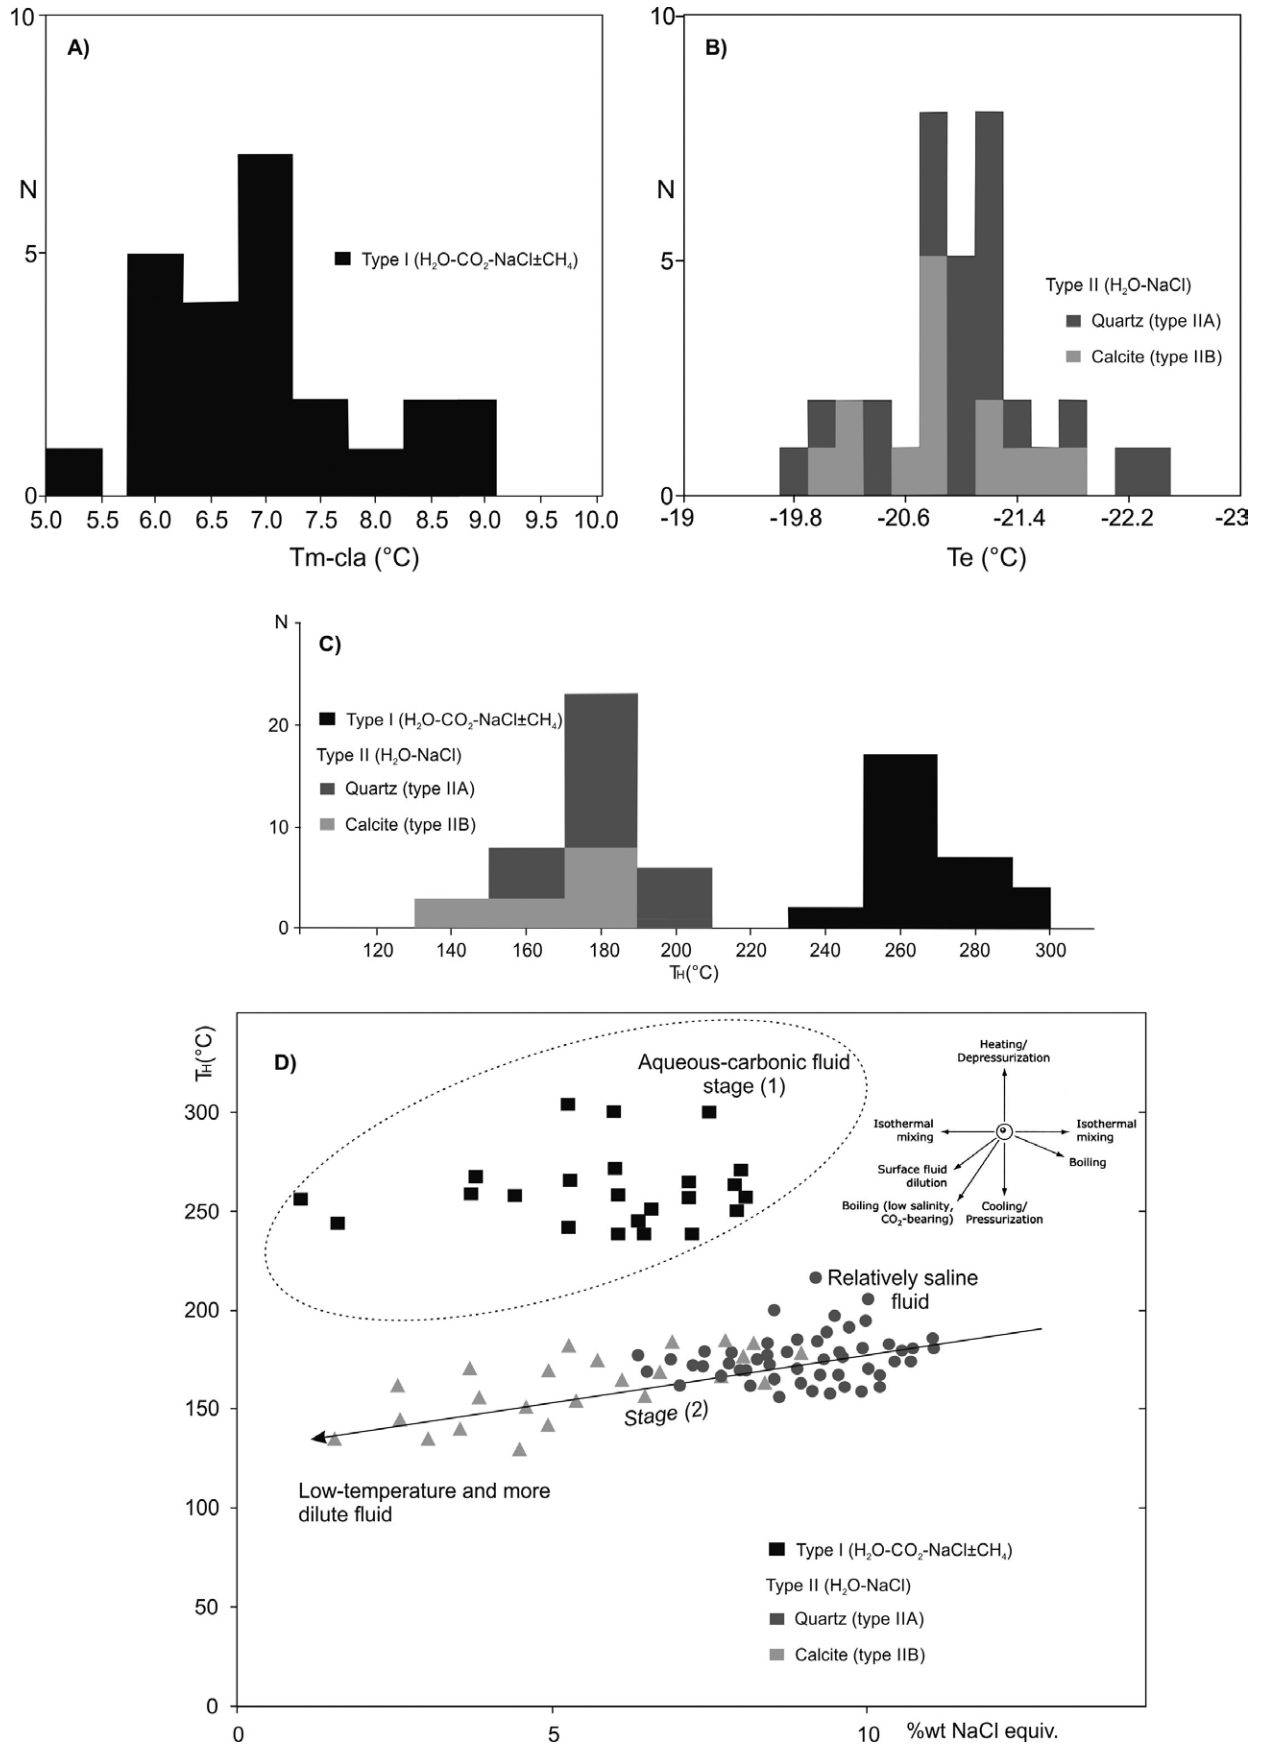 A)
10
N
5
0
Type I (H₂O-CO₂-NaCl±CH₄)
5.0 5.5 6.0 6.5 7.0 7.5 8.0 8.5 9.0 9.5 10.0
Tm-cla (°C)
B)
10
N
5
0
Type II (H₂O-NaCl)
Quartz (type IIA)
Calcite (type IIB)
-19 -19.8 -20.6 -21.4 -22.2 -23
Te (°C)
N
C)
20
10
0
Type I (H₂O-CO₂-NaCl±CH₄)
Type II (H₂O-NaCl)
Quartz (type IIA)
Calcite (type IIB)
120 140 160 180 200 220 240 260 280 300
TH(°C)
TH(°C)
D)
300
250
200
150
100
50
0
Aqueous-carbonic fluid
stage (1)
Heating/
Depressurization
Isothermal
mixing
Isothermal
mixing
Boiling
Surface fluid
dilution
Boiling (low salinity,
CO₂-bearing)
Cooling/
Pressurization
Relatively saline
fluid
Stage (2)
Low-temperature and more
dilute fluid
Type I (H₂O-CO₂-NaCl±CH₄)
Type II (H₂O-NaCl)
Quartz (type IIA)
Calcite (type IIB)
0 5 10 %wt NaCl equiv.